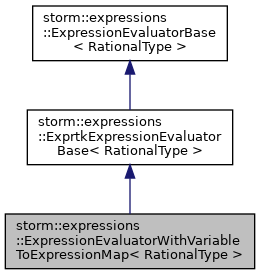 storm::expressions
::ExpressionEvaluatorBase
< RationalType >
storm::expressions
::ExprtkExpressionEvaluator
Base< RationalType >
storm::expressions
::ExpressionEvaluatorWithVariable
ToExpressionMap< RationalType >